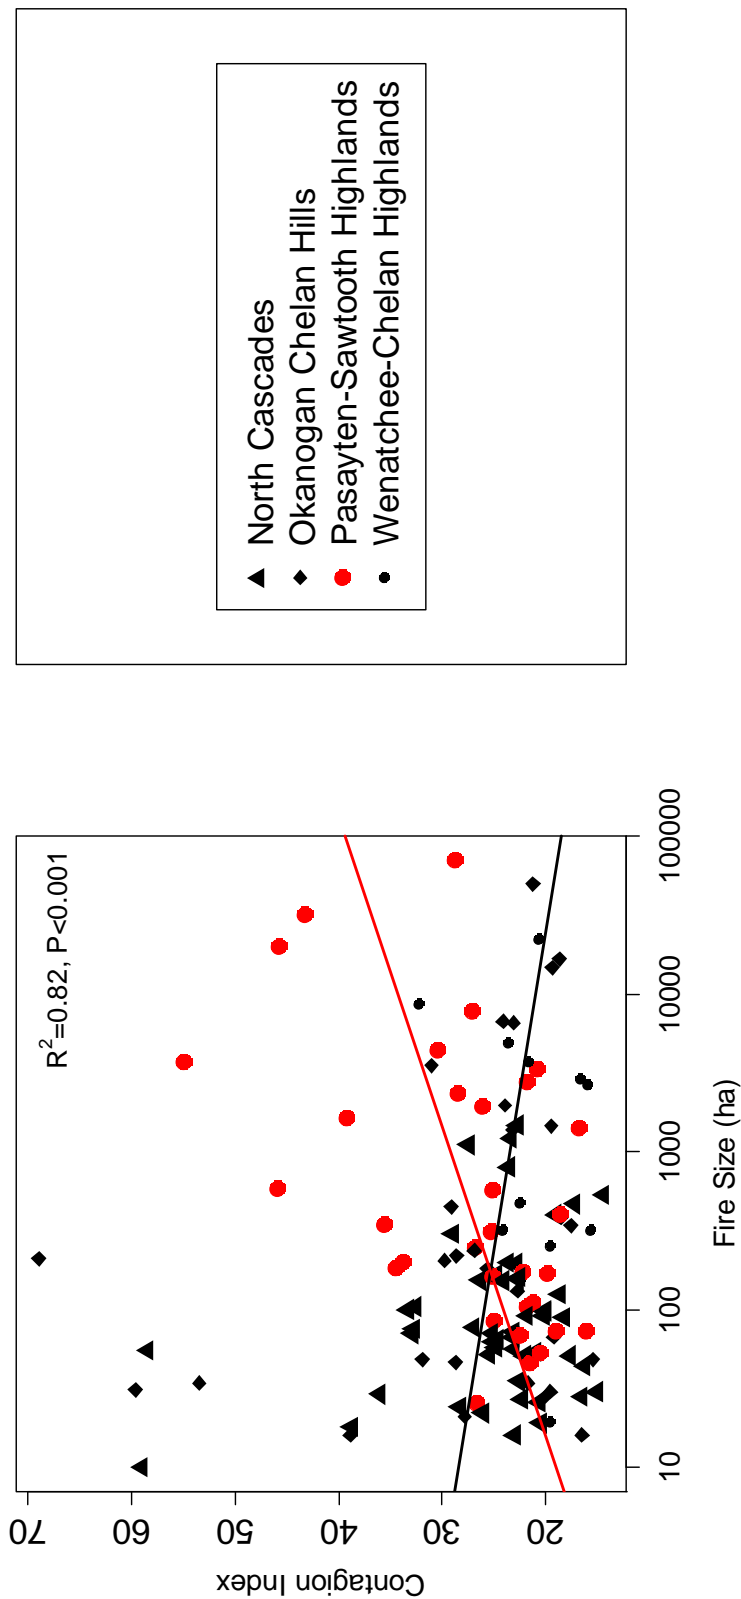 R²=0.82, P<0.001
70
60
50
40
30
20
Contagion Index
10
100
1000
10000
100000
Fire Size (ha)
North Cascades
Okanogan Chelan Hills
Pasayten-Sawtooth Highlands
Wenatchee-Chelan Highlands